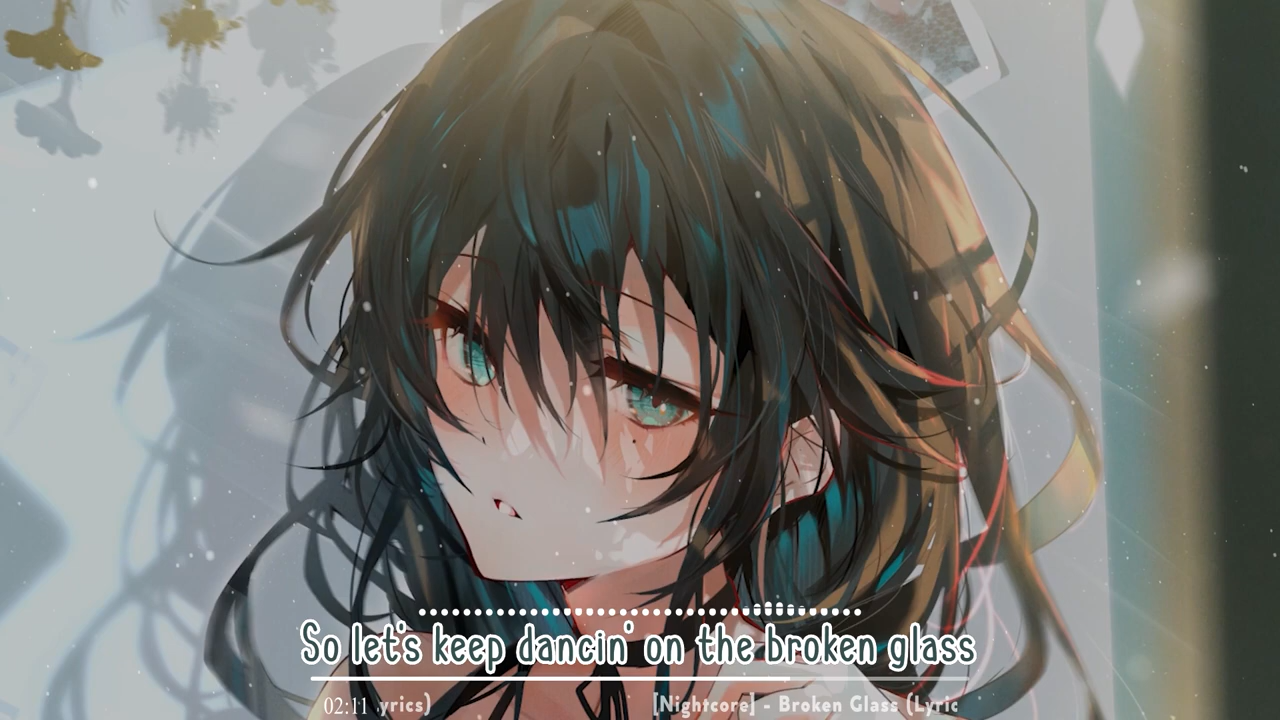 So let's keep dancin' on the broken glass
02:11 yrics) [Nightcore] - Broken Glass (Lyric